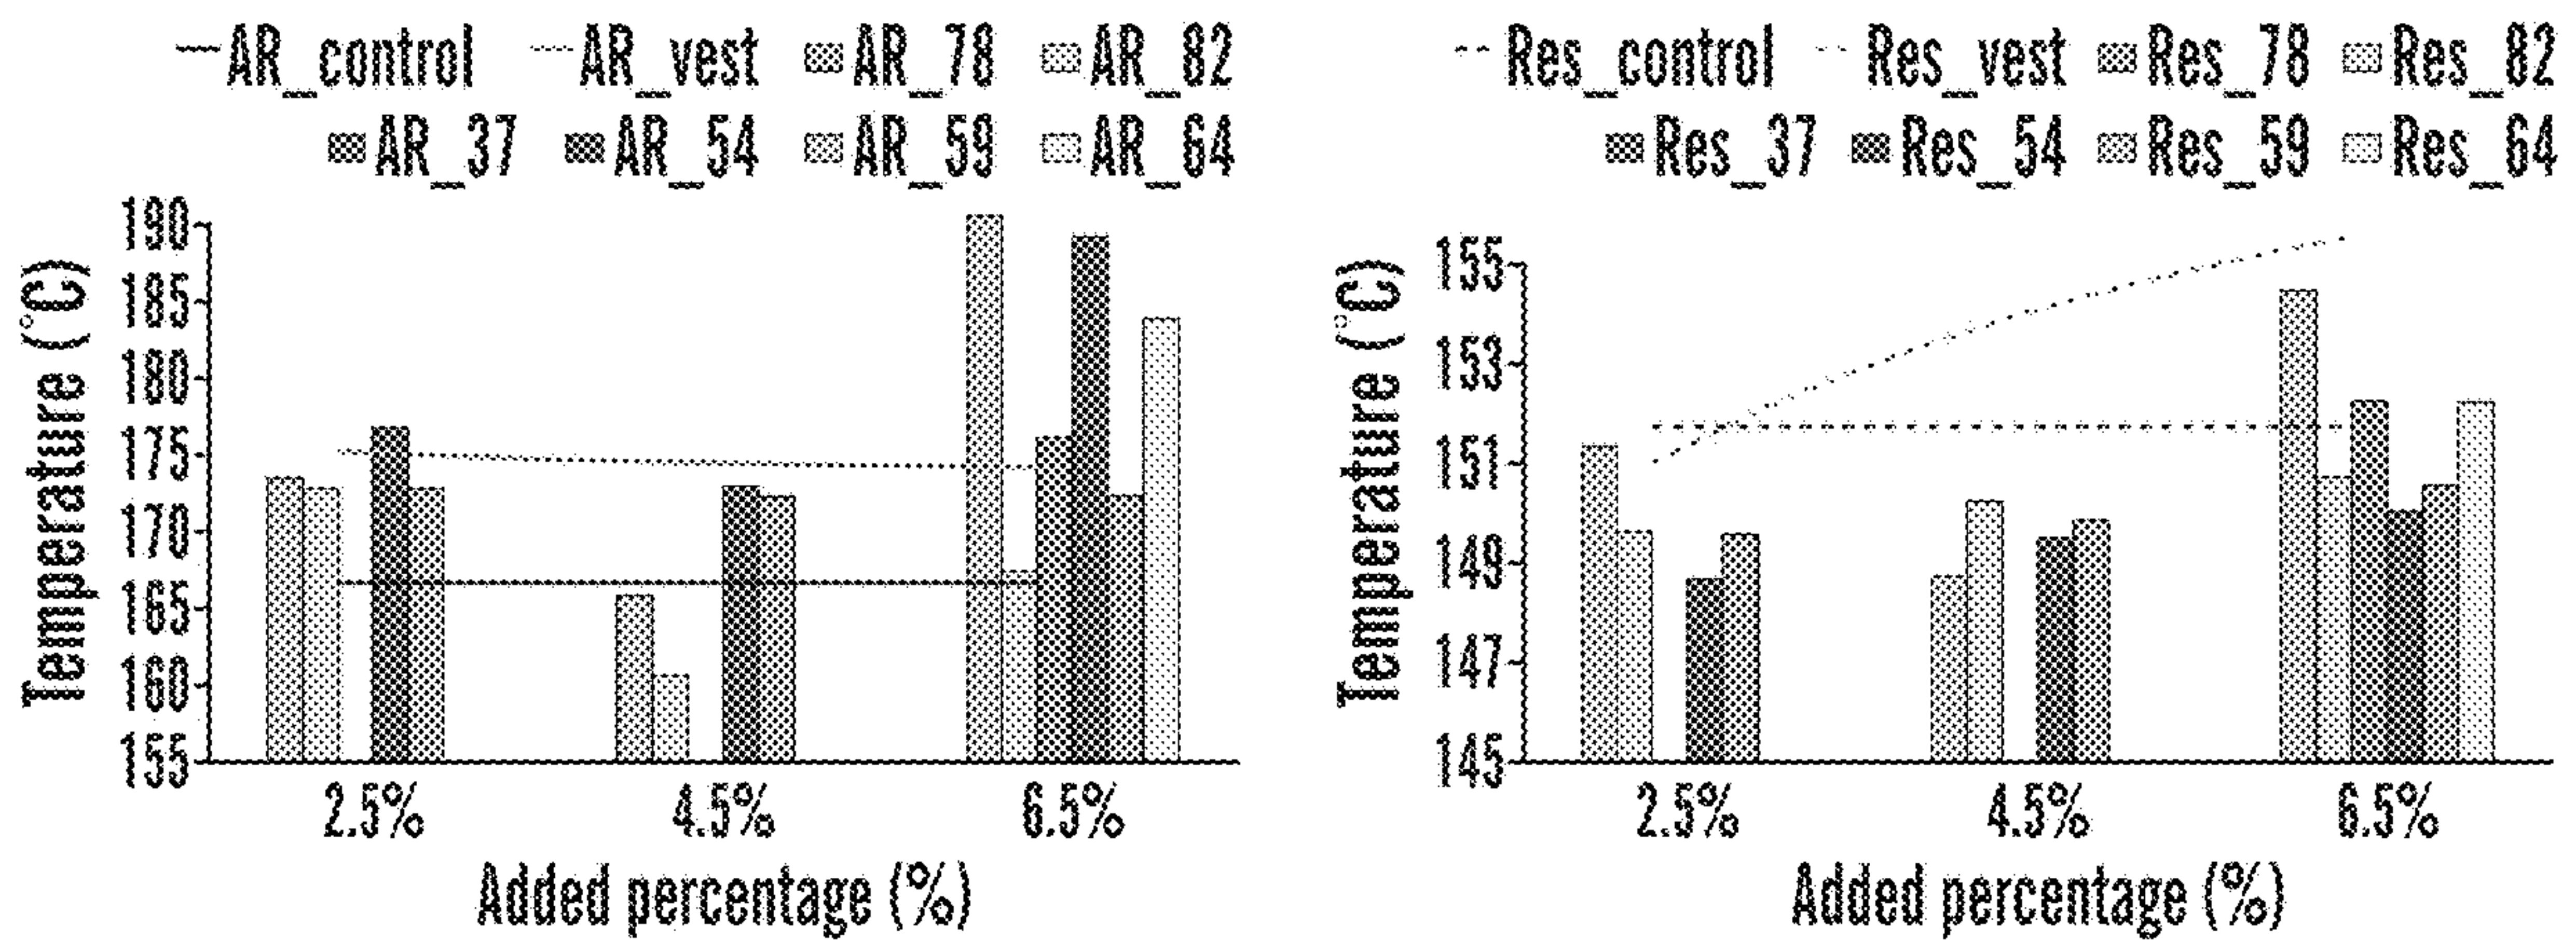 AR_control AR_vest AR_78 AR_82
AR_37 AR_54 AR_59 AR_64
Temperature (°C)
190
185
180
175
170
165
160
155
2.5% 4.5% 6.5%
Added percentage (%)
Res_control Res_vest Res_78 Res_82
Res_37 Res_54 Res_59 Res_64
Temperature (°C)
155
153
151
149
147
145
2.5% 4.5% 6.5%
Added percentage (%)